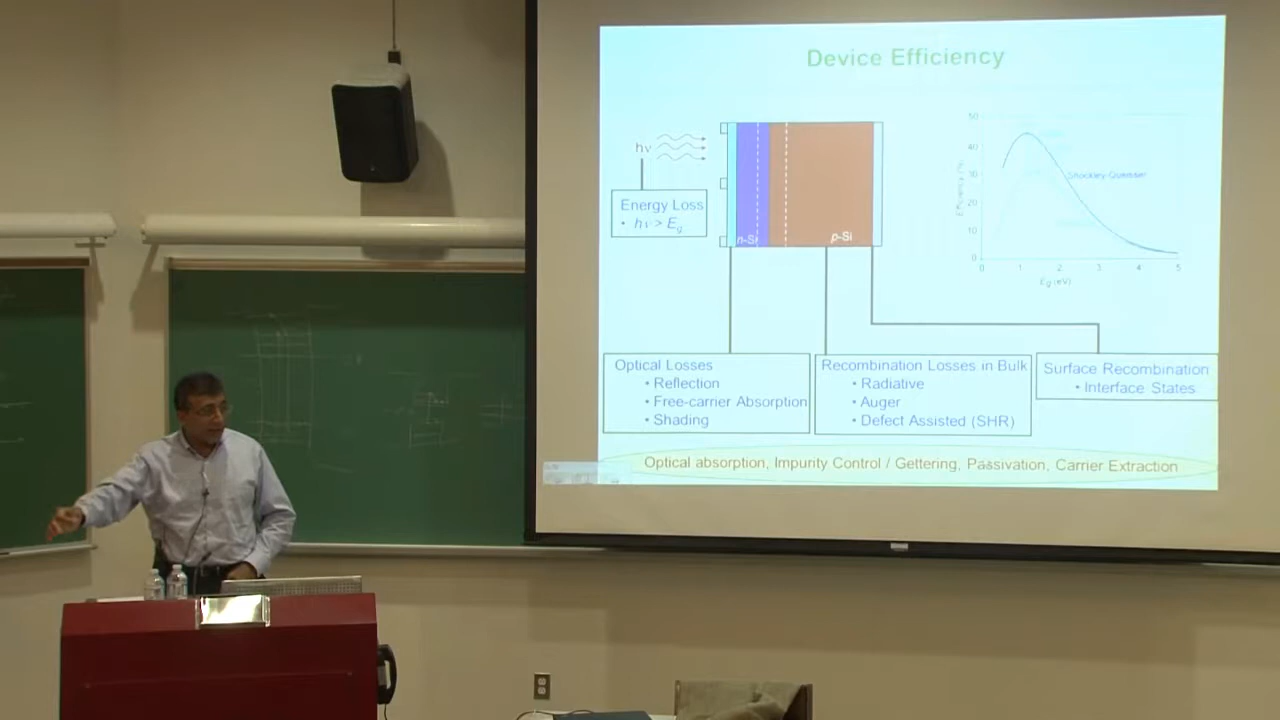 Device Efficiency
hν
Energy Loss
• hν > Eg
n-Si
p-Si
50
40
30
20
10
0
Efficiency (%)
Shockley-Queisser
0 1 2 3 4 5
Eg (eV)
Optical Losses
• Reflection
• Free-carrier Absorption
• Shading
Recombination Losses in Bulk
• Radiative
• Auger
• Defect Assisted (SHR)
Surface Recombination
• Interface States
Optical absorption, Impurity Control / Gettering, Passivation, Carrier Extraction